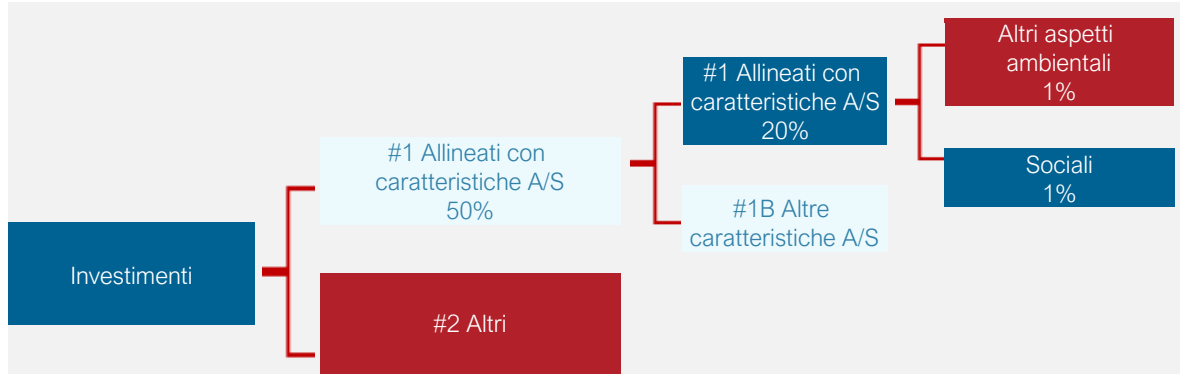 Investimenti
#1 Allineati con
caratteristiche A/S
50%
#2 Altri
#1 Allineati con
caratteristiche A/S
20%
#1B Altre
caratteristiche A/S
Altri aspetti
ambientali
1%
Sociali
1%